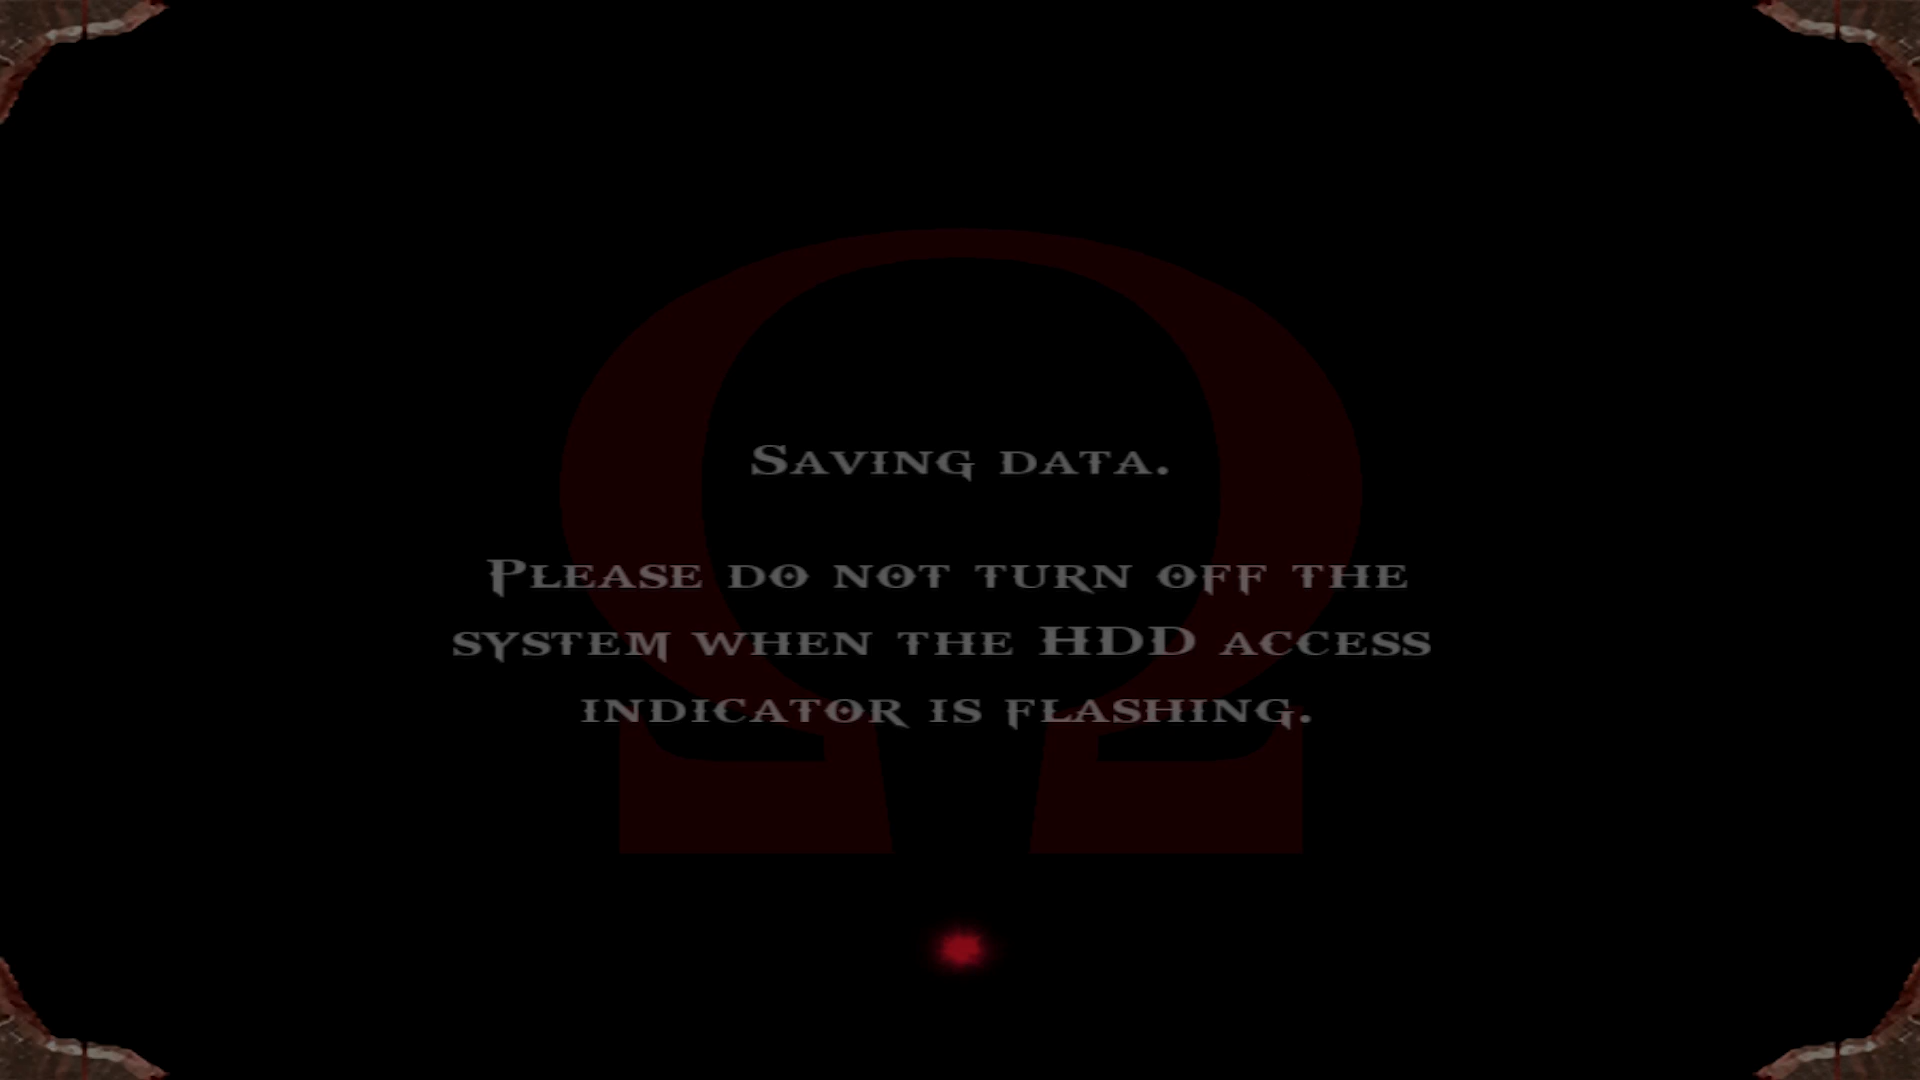 Saving data.
Please do not turn off the
system when the HDD access
indicator is flashing.